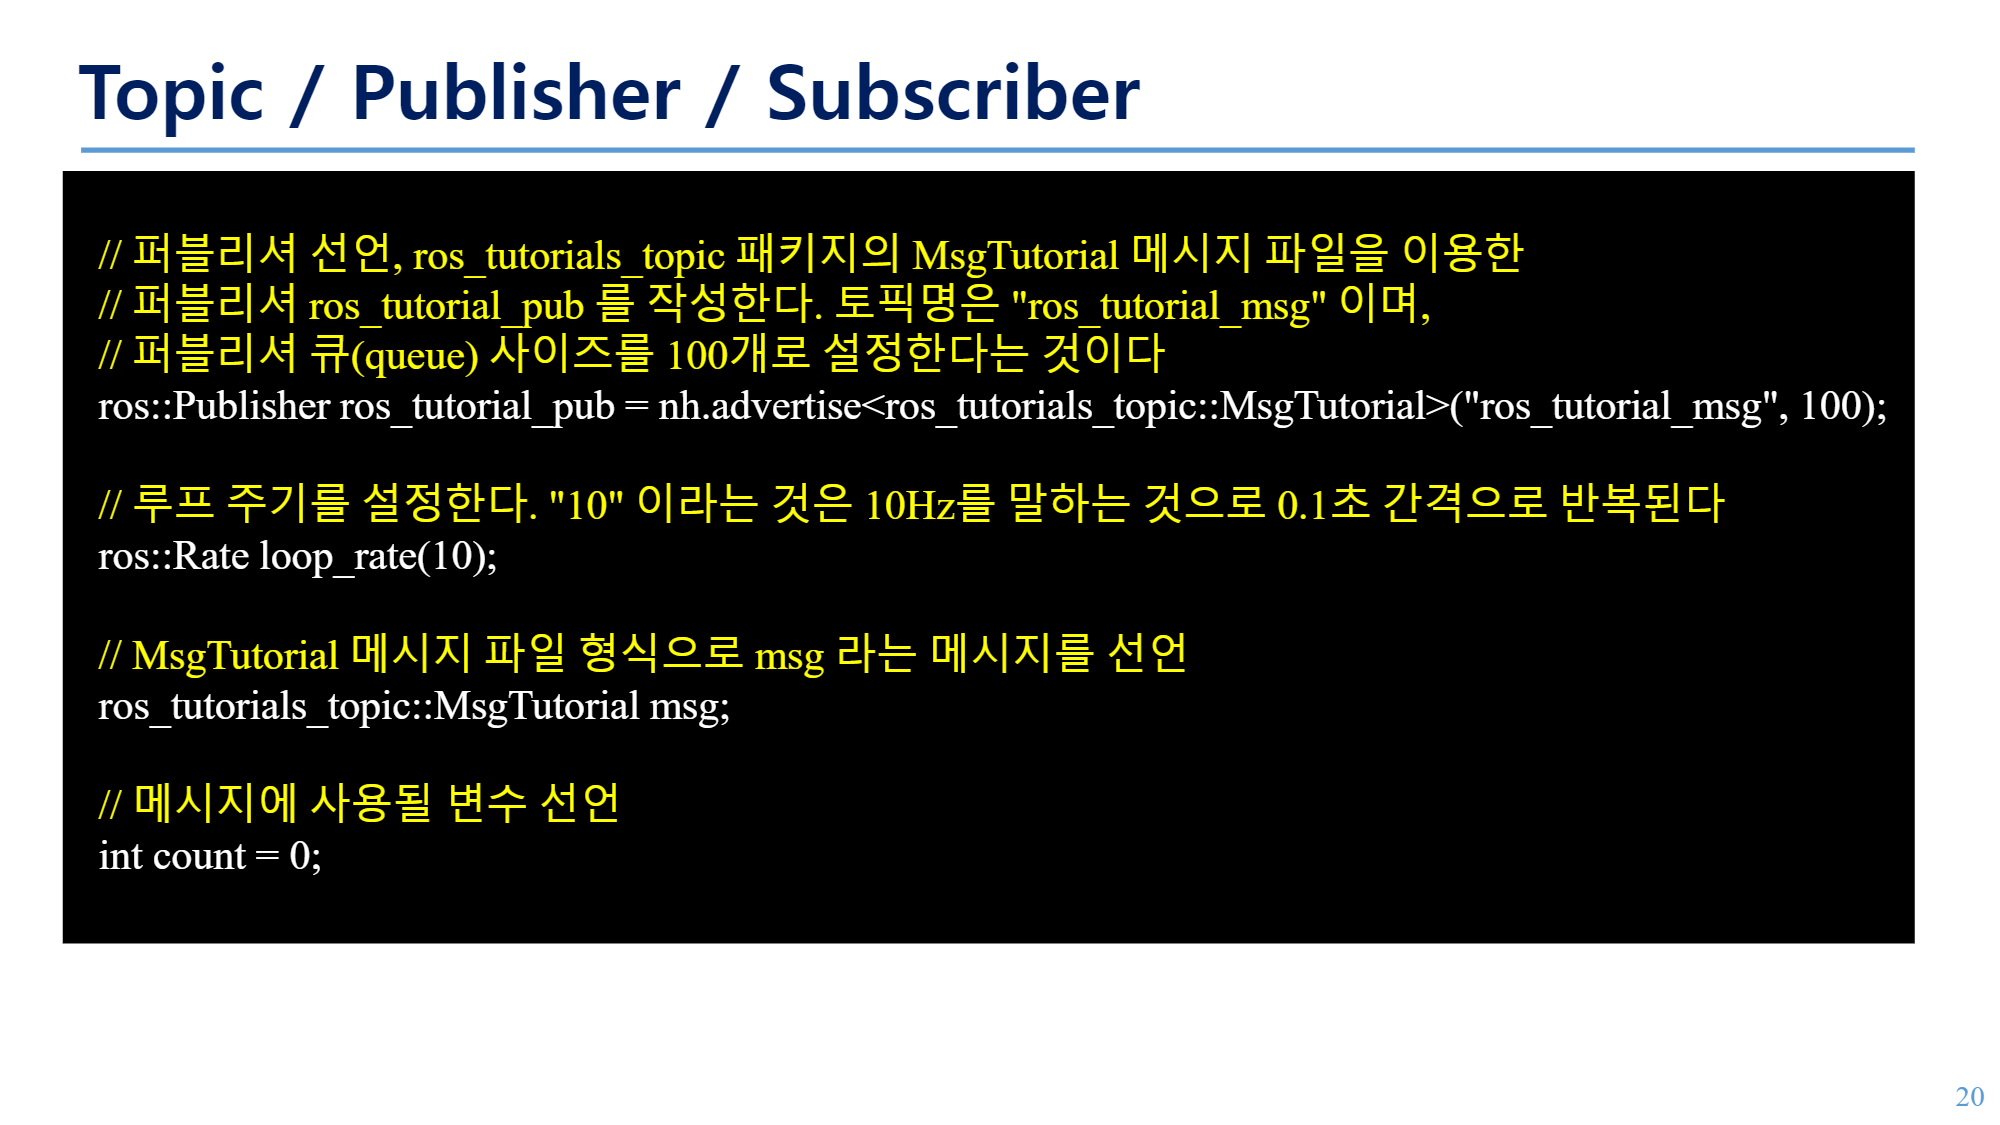 Topic / Publisher / Subscriber
// 퍼블리셔 선언, ros_tutorials_topic 패키지의 MsgTutorial 메시지 파일을 이용한
// 퍼블리셔 ros_tutorial_pub 를 작성한다. 토픽명은 "ros_tutorial_msg" 이며,
// 퍼블리셔 큐(queue) 사이즈를 100개로 설정한다는 것이다
ros::Publisher ros_tutorial_pub = nh.advertise<ros_tutorials_topic::MsgTutorial>("ros_tutorial_msg", 100);
// 루프 주기를 설정한다. "10" 이라는 것은 10Hz를 말하는 것으로 0.1초 간격으로 반복된다
ros::Rate loop_rate(10);
// MsgTutorial 메시지 파일 형식으로 msg 라는 메시지를 선언
ros_tutorials_topic::MsgTutorial msg;
// 메시지에 사용될 변수 선언
int count = 0;
20